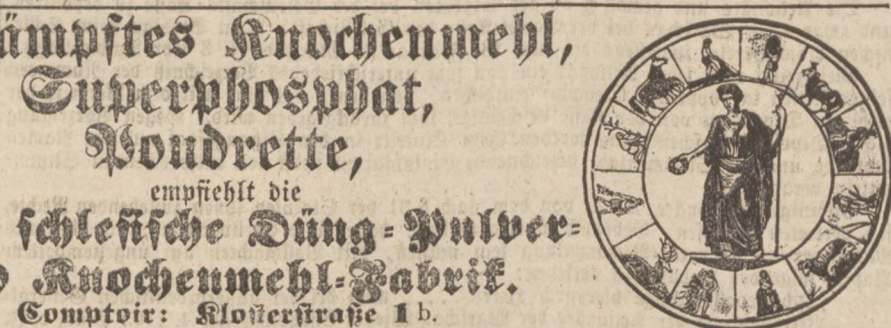 ämpftes Knochenmehl,
Superphosphat,
Poudrette,
empfiehlt die
schlesische Düng-Pulver-
Knochenmehl-Fabrik.
Comptoir: Klosterstraße 1 b.